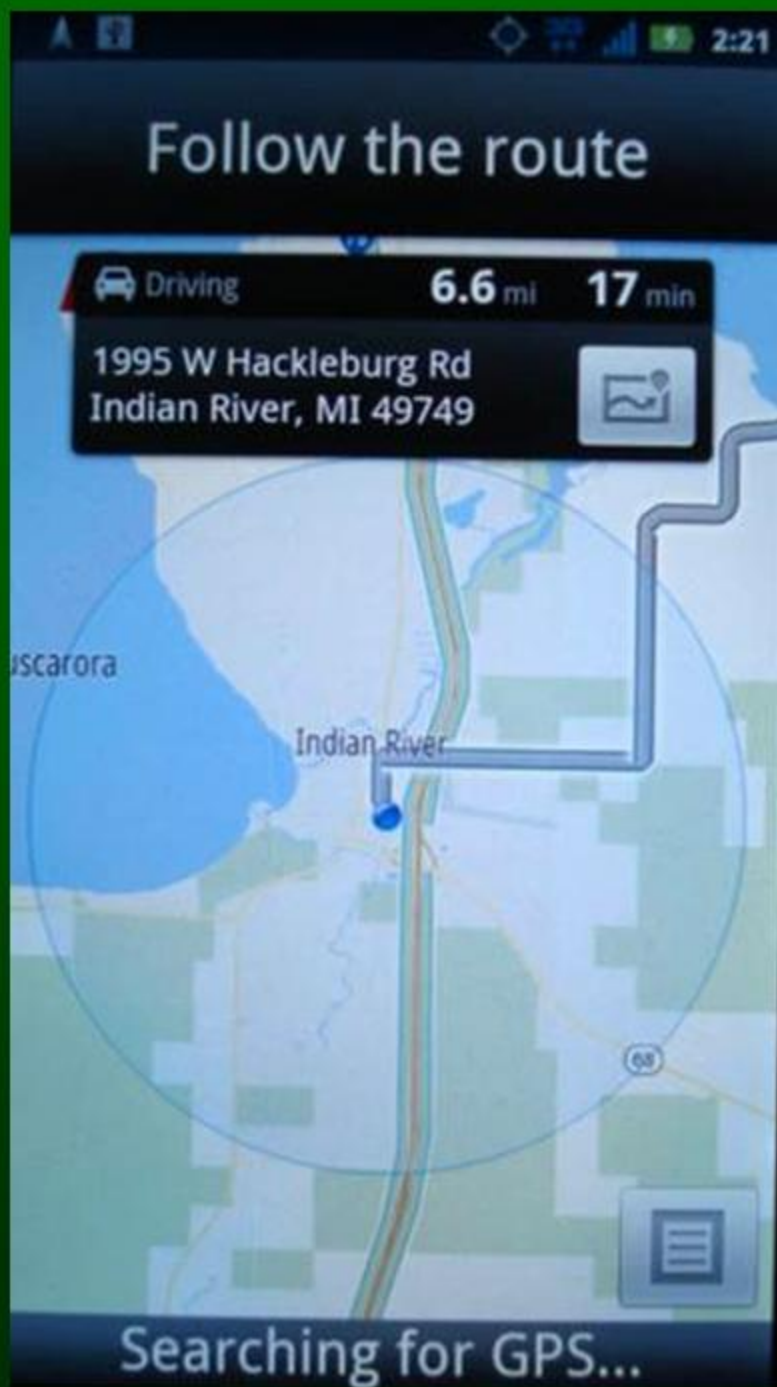 2:21
Follow the route
Driving 6.6 mi 17 min
1995 W Hackleburg Rd
Indian River, MI 49749
uscarora
Indian River
68
Searching for GPS...